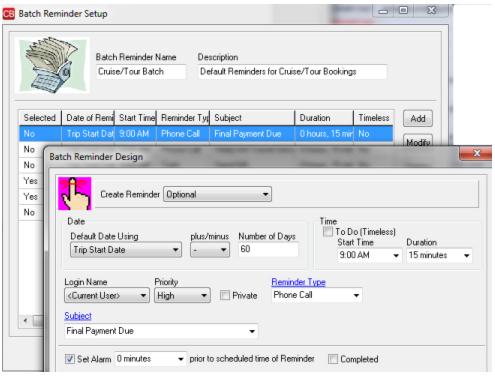 CB Batch Reminder Setup
Batch Reminder Name Description
Cruise/Tour Batch Default Reminders for Cruise/Tour Bookings
Selected Date of Remi Start Time Reminder Typ Subject Duration Timeless Add
No Trip Start Dat 9:00 AM Phone Call Final Payment Due 0 hours, 15 min No
Modify
No
No
Yes
Yes
No
Batch Reminder Design
Create Reminder Optional
Date Time
To Do (Timeless)
Default Date Using plus/minus Number of Days Start Time Duration
Trip Start Date - 60 9:00 AM 15 minutes
Login Name Priority Reminder Type
<Current User> High Private Phone Call
Subject
Final Payment Due
Set Alarm 0 minutes prior to scheduled time of Reminder Completed